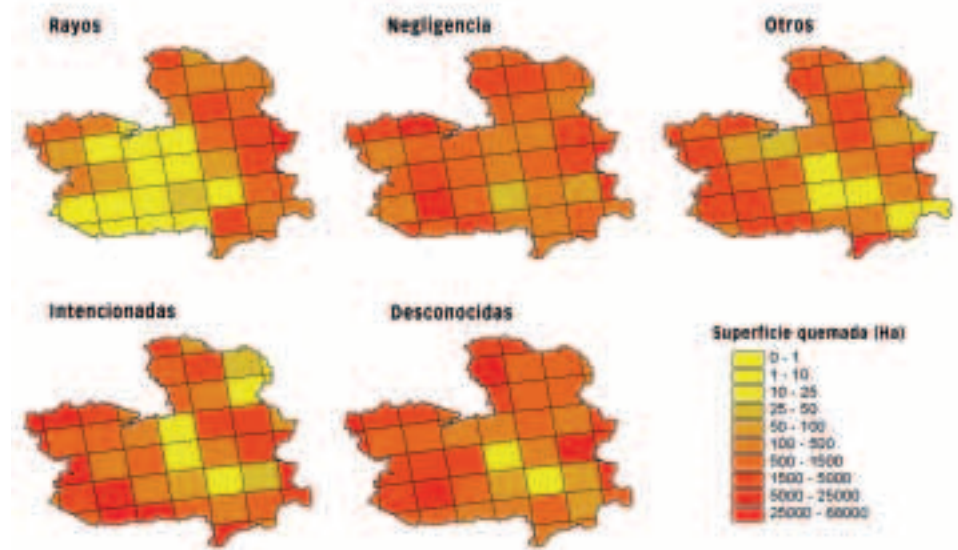 Rayos
Negligencia
Otros
Intencionadas
Desconocidas
Superficie quemada (Ha)
0 - 1
1 - 10
10 - 25
25 - 50
50 - 100
100 - 500
500 - 1500
1500 - 5000
5000 - 25000
25000 - 66000